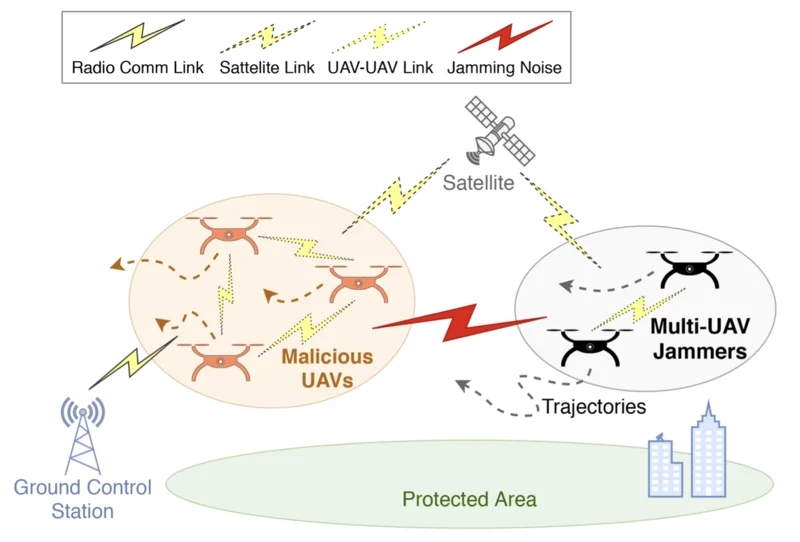 Radio Comm Link
Sattelite Link
UAV-UAV Link
Jamming Noise
Satellite
Malicious
UAVs
Multi-UAV
Jammers
Trajectories
Ground Control
Station
Protected Area